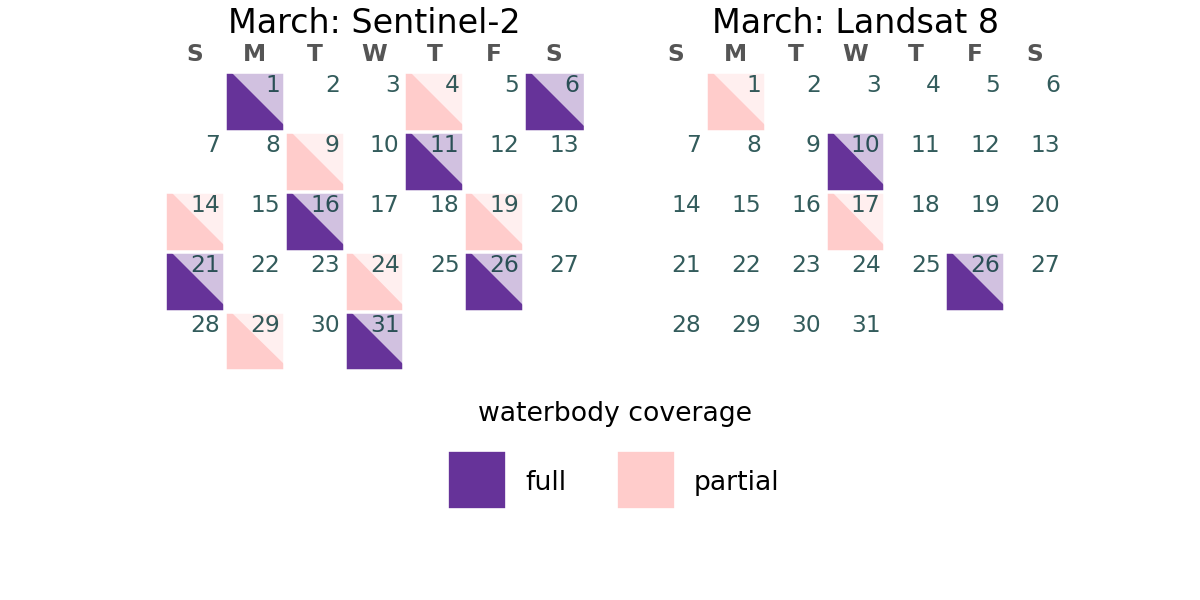 March: Sentinel-2
S M T W T F S
1 2 3 4 5 6
7 8 9 10 11 12 13
14 15 16 17 18 19 20
21 22 23 24 25 26 27
28 29 30 31
March: Landsat 8
S M T W T F S
1 2 3 4 5 6
7 8 9 10 11 12 13
14 15 16 17 18 19 20
21 22 23 24 25 26 27
28 29 30 31
waterbody coverage
full partial